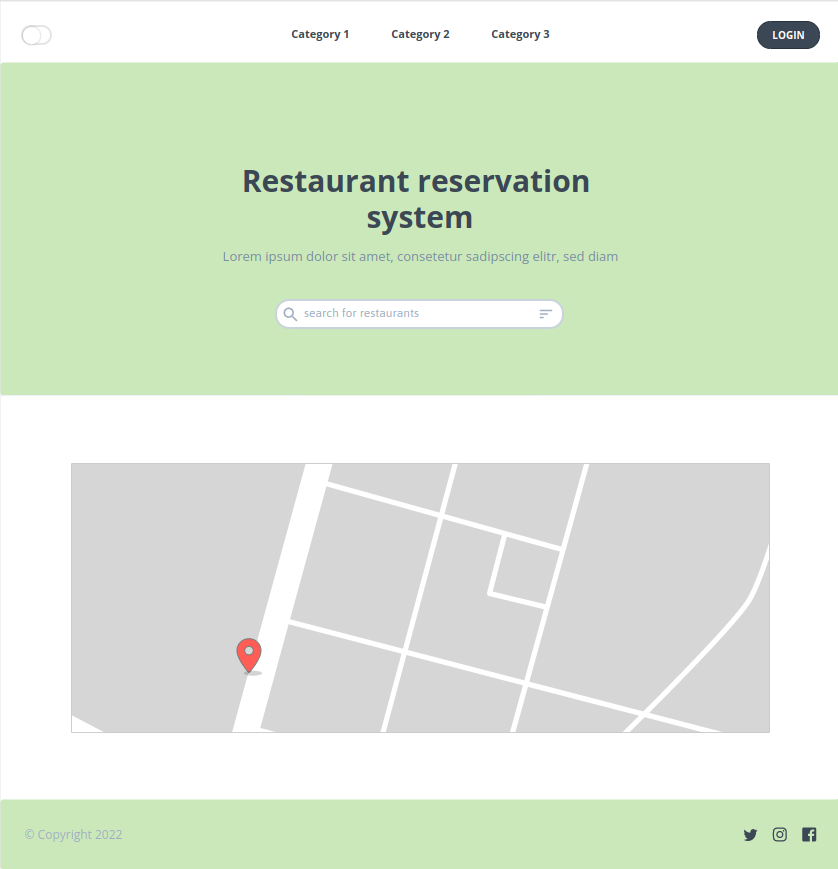 Category 1 Category 2 Category 3 LOGIN
Restaurant reservation
system
Lorem ipsum dolor sit amet, consetetur sadipscing elitr, sed diam
search for restaurants
© Copyright 2022